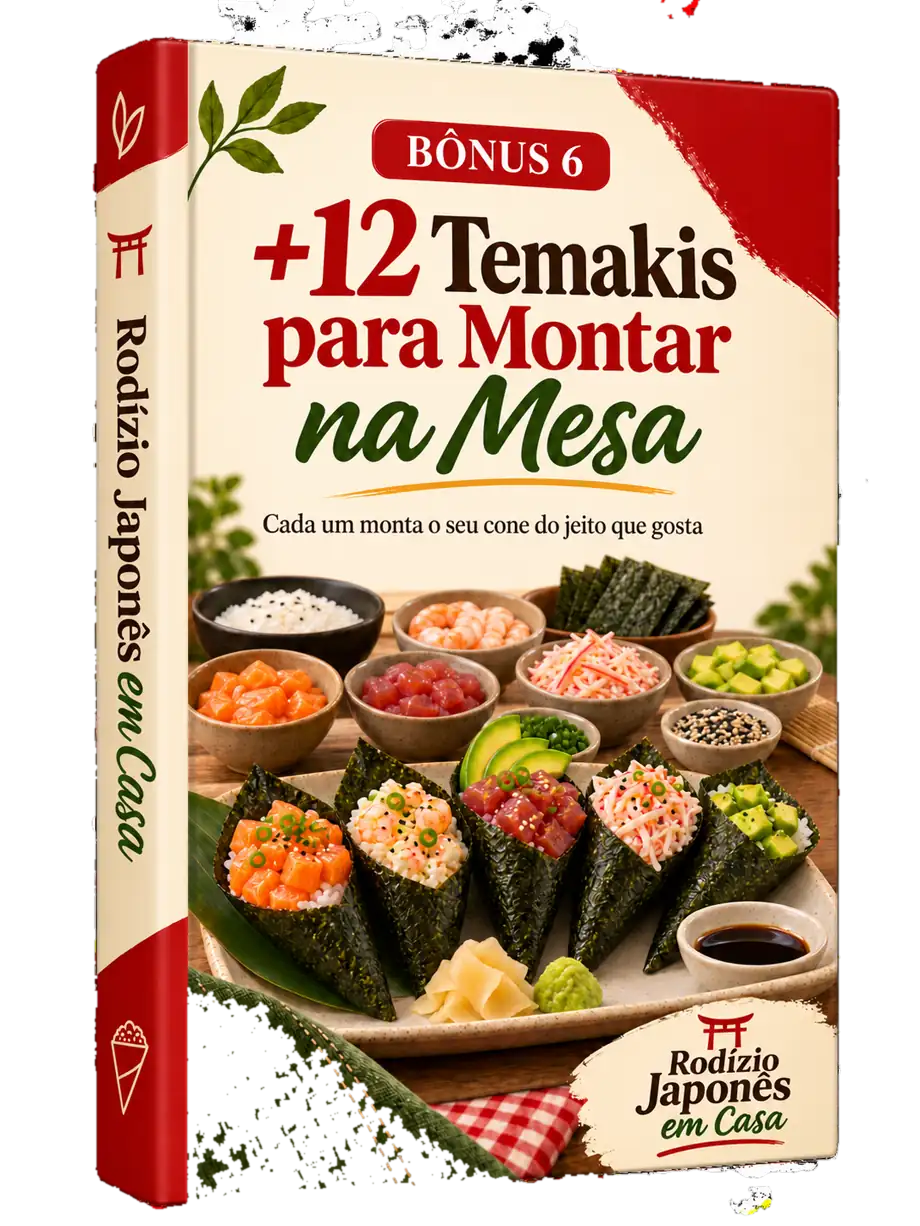 BÔNUS 6
+12 Temakis
para Montar
na Mesa
Cada um monta o seu cone do jeito que gosta
Rodízio Japonês em Casa
Rodízio
Japonês
em Casa